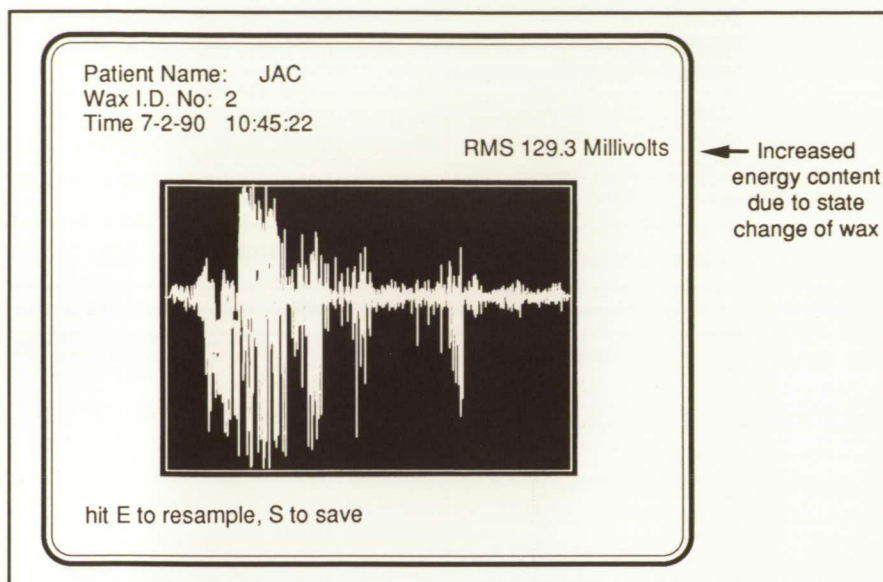 Patient Name: JAC
Wax I.D. No: 2
Time 7-2-90 10:45:22
RMS 129.3 Millivolts
Increased
energy content
due to state
change of wax
hit E to resample, S to save